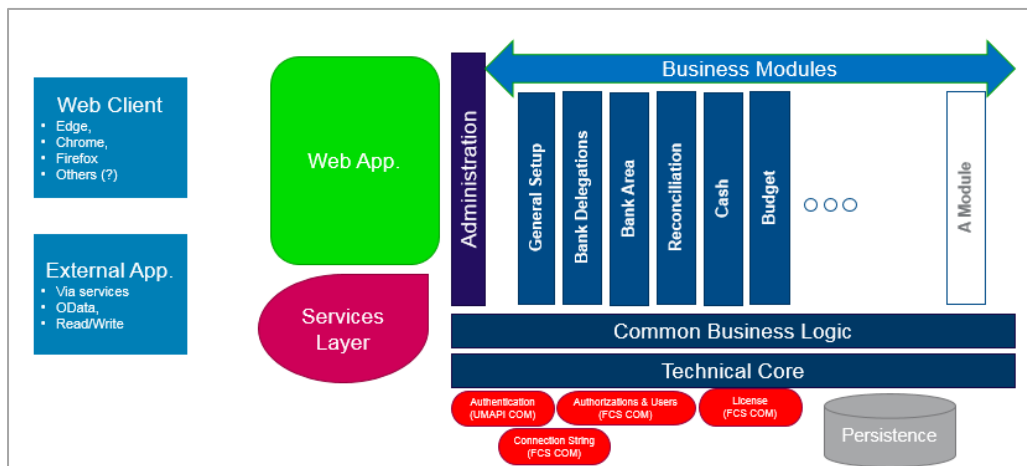 Web Client
• Edge,
• Chrome,
• Firefox
• Others (?)
External App.
• Via services
• OData,
• Read/Write
Web App.
Services
Layer
Administration
Business Modules
General Setup
Bank Delegations
Bank Area
Reconciliation
Cash
Budget
A Module
Common Business Logic
Technical Core
Authentication
(UMAPI COM)
Authorizations & Users
(FCS COM)
License
(FCS COM)
Connection String
(FCS COM)
Persistence